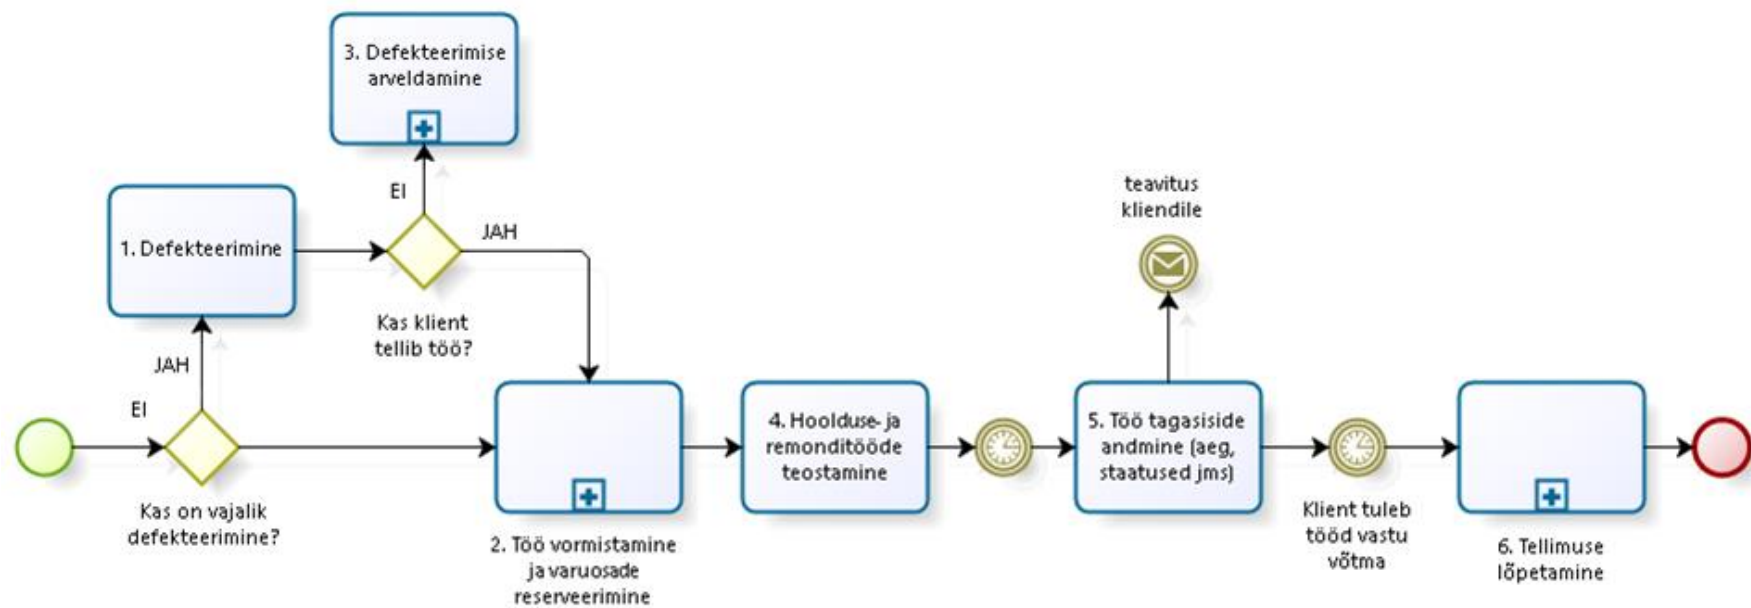 3. Defekteerimise
arveldamine
EI
JAH
1. Defekteerimine
Kas klient
tellib töö?
JAH
EI
Kas on vajalik
defekteerimine?
2. Töö vormistamine
ja varuosade
reserveerimine
4. Hoolduse- ja
remonditööde
teostamine
teavitus
kliendile
5. Töö tagasiside
andmine (aeg,
staatused jms)
Klient tuleb
tööd vastu
võtma
6. Tellimuse
lõpetamine